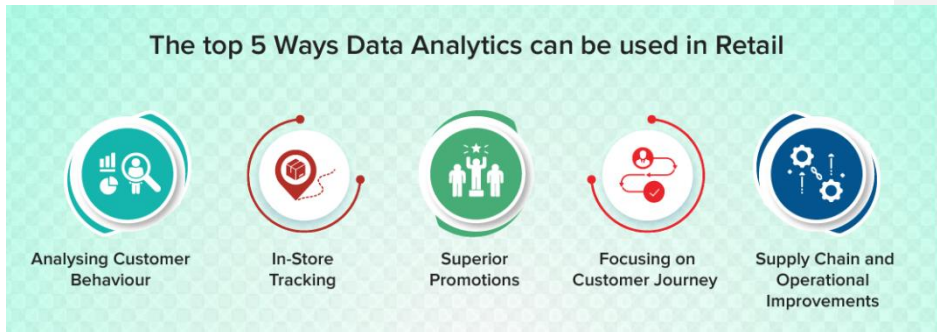 The top 5 Ways Data Analytics can be used in Retail
Analysing Customer
Behaviour
In-Store
Tracking
Superior
Promotions
Focusing on
Customer Journey
Supply Chain and
Operational
Improvements